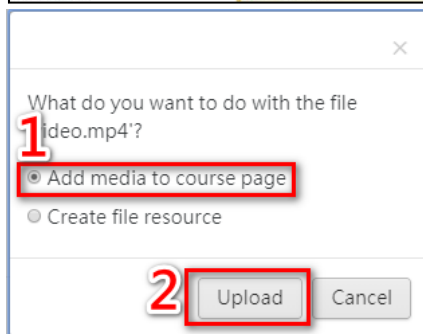 ×
What do you want to do with the file
ideo.mp4'?
1
Add media to course page
Create file resource
2
Upload Cancel